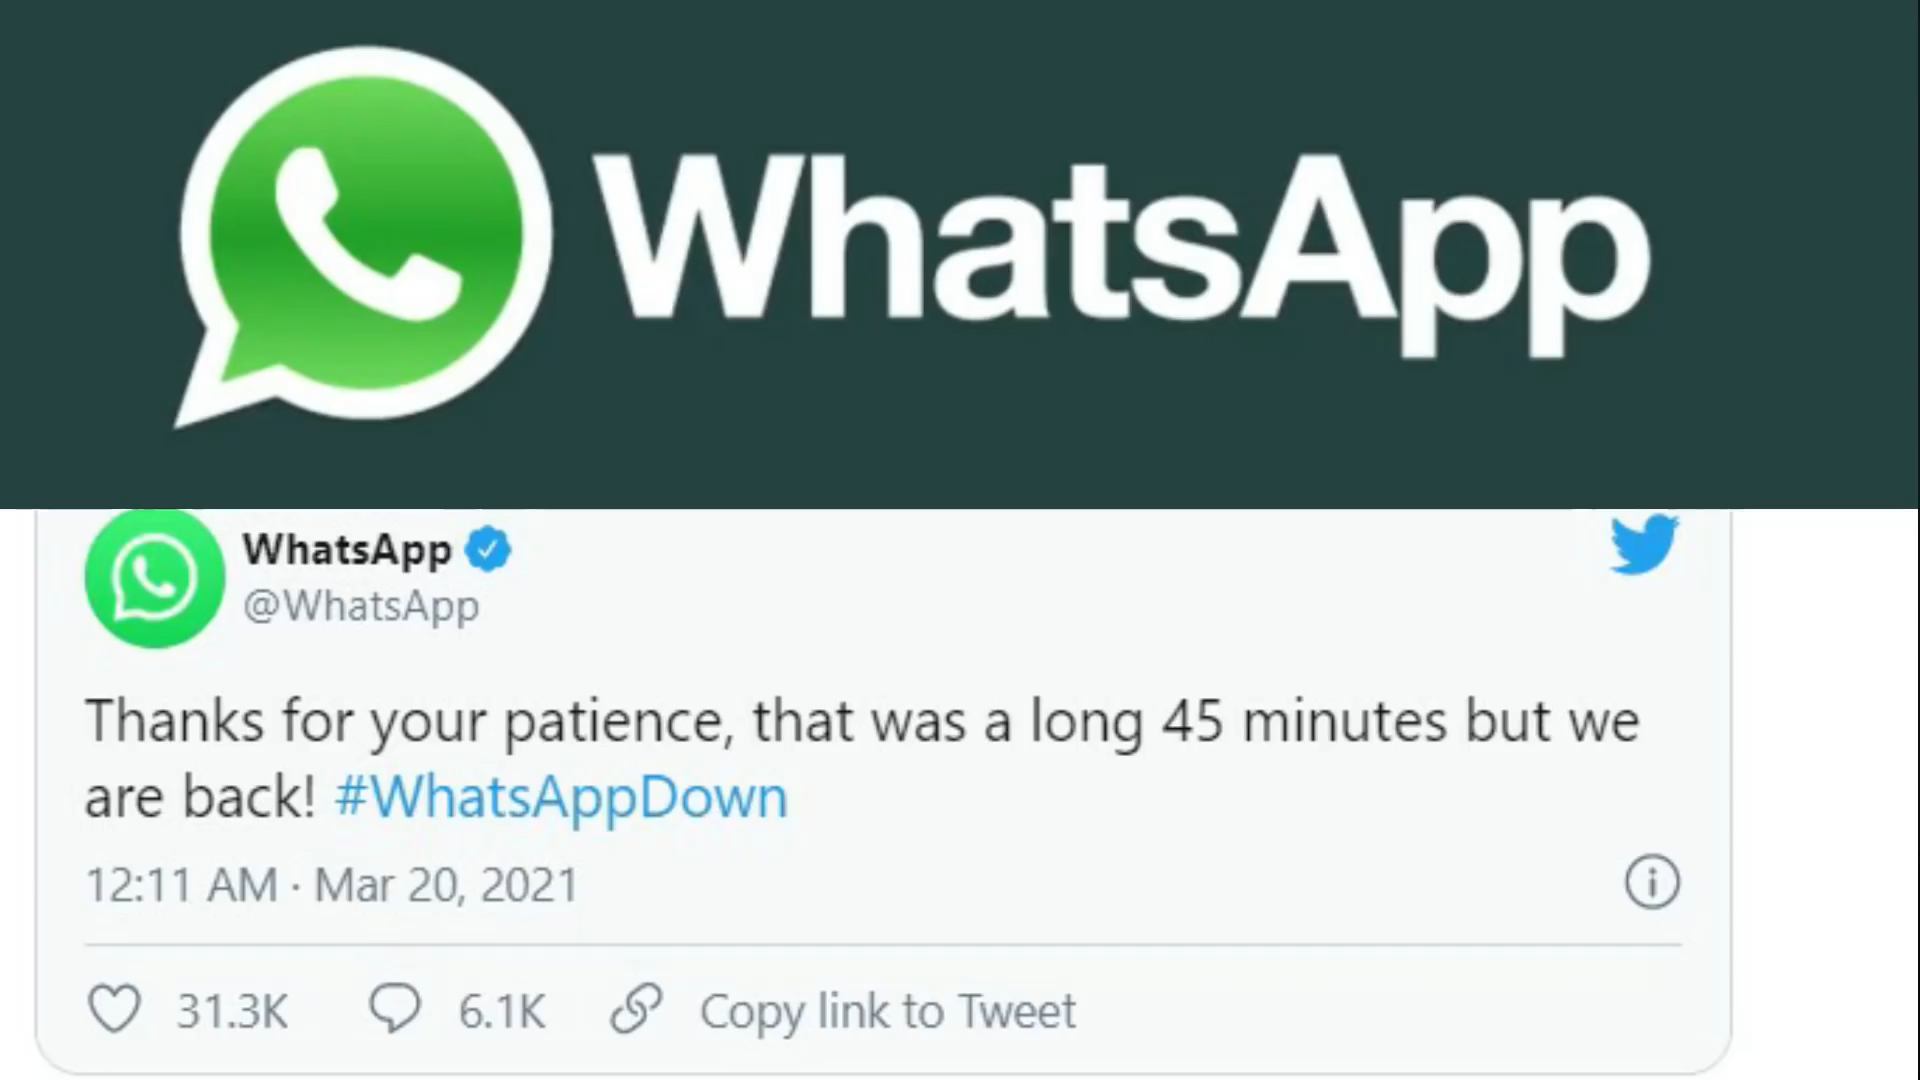 WhatsApp
WhatsApp
@WhatsApp
Thanks for your patience, that was a long 45 minutes but we
are back! #WhatsAppDown
12:11 AM · Mar 20, 2021
31.3K 6.1K Copy link to Tweet